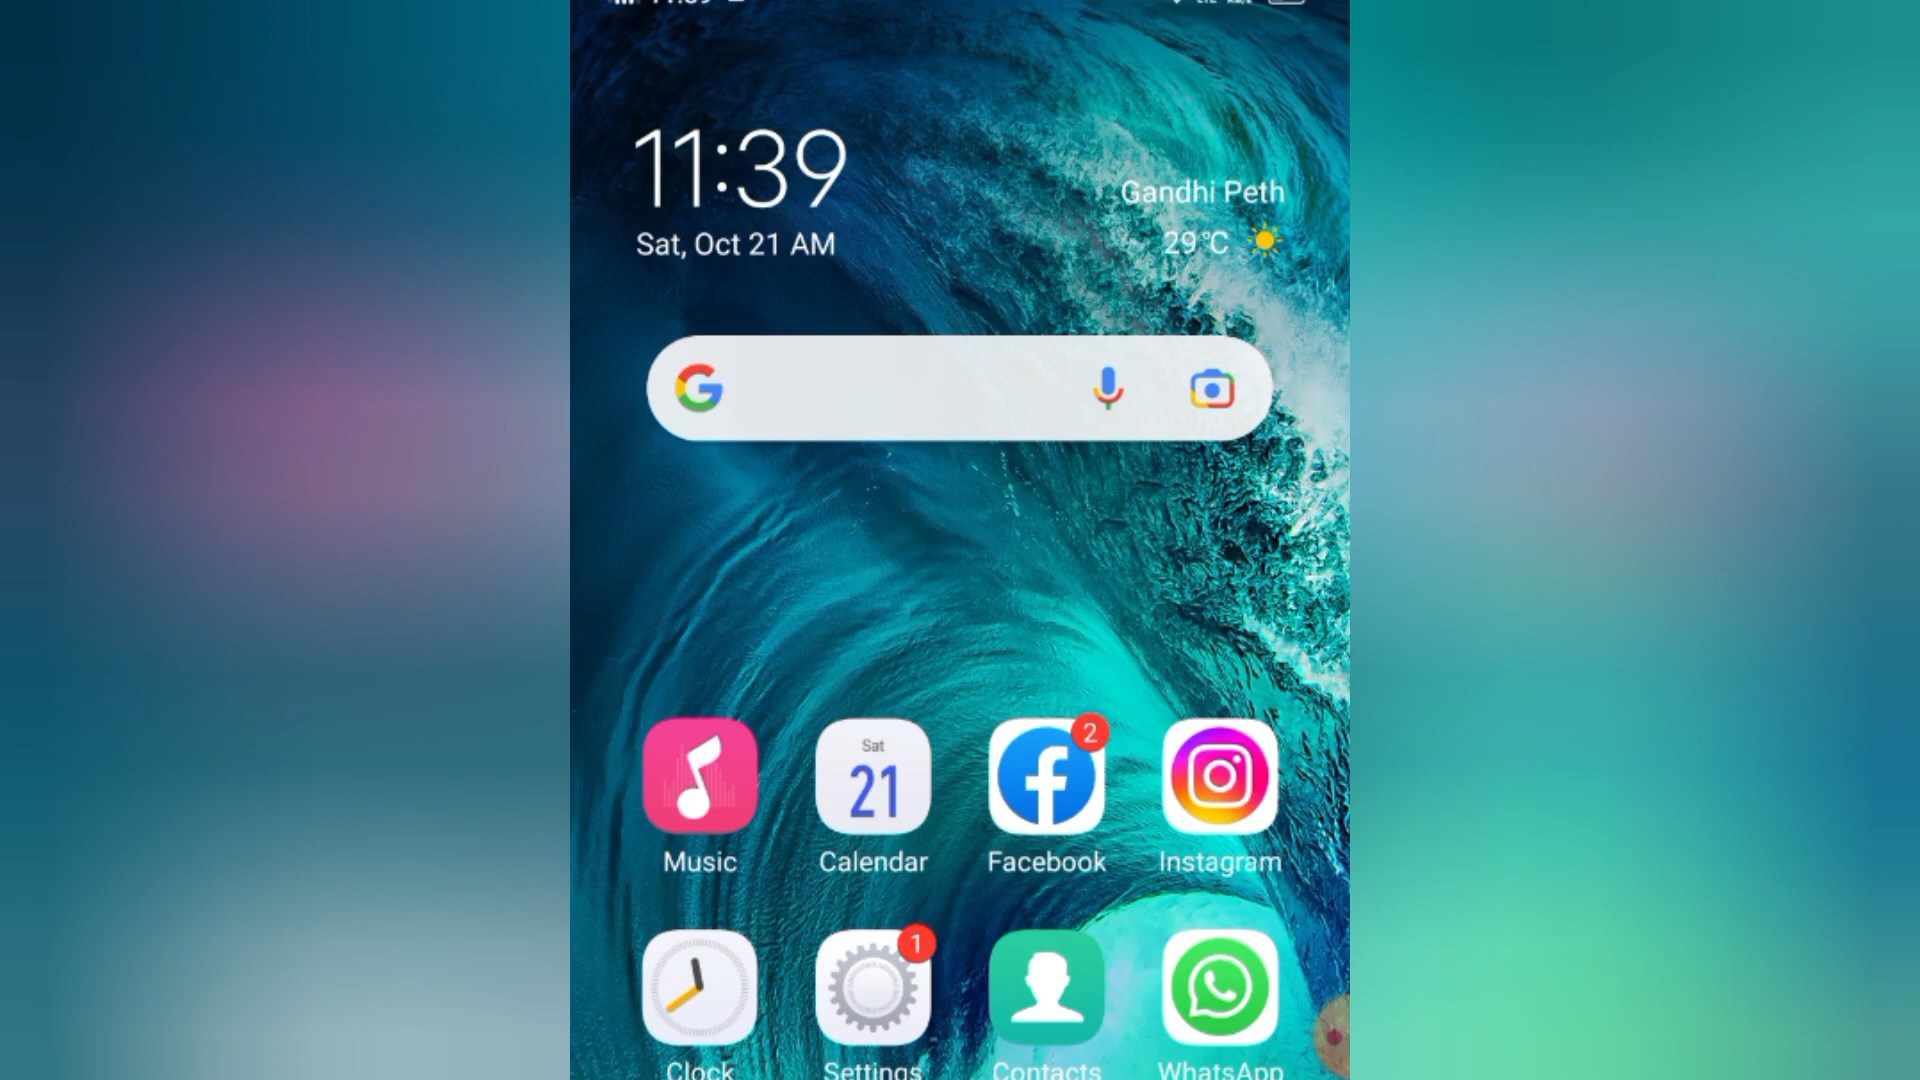 11:39
Sat, Oct 21 AM
Gandhi Peth
29°C
Sat
21
2
Music
Calendar
Facebook
Instagram
1
Clock
Settings
Contacts
WhatsApp